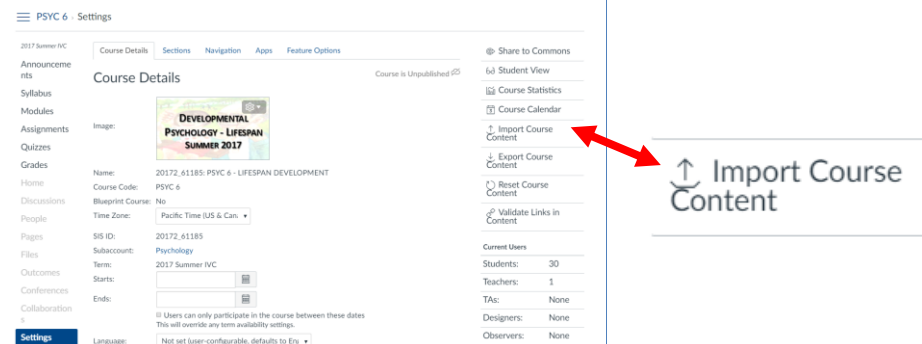 PSYC 6 › Settings
2017 Summer IVC
Announceme
nts
Syllabus
Modules
Assignments
Quizzes
Grades
Home
Discussions
People
Pages
Files
Outcomes
Conferences
Collaboration
s
Settings
Course Details Sections Navigation Apps Feature Options
Course Details
Course is Unpublished
Image:
DEVELOPMENTAL
PSYCHOLOGY - LIFESPAN
SUMMER 2017
Name: 20172_61185: PSYC 6 - LIFESPAN DEVELOPMENT
Course Code: PSYC 6
Blueprint Course: No
Time Zone: Pacific Time (US & Can
SIS ID: 20172_61185
Subaccount: Psychology
Term: 2017 Summer IVC
Starts:
Ends:
Users can only participate in the course between these dates
This will override any term availability settings.
Language: Not set (user-configurable, defaults to En
Share to Commons
Student View
Course Statistics
Course Calendar
Import Course
Content
Export Course
Content
Reset Course
Content
Validate Links in
Content
Current Users
Students: 30
Teachers: 1
TAs: None
Designers: None
Observers: None
Import Course
Content